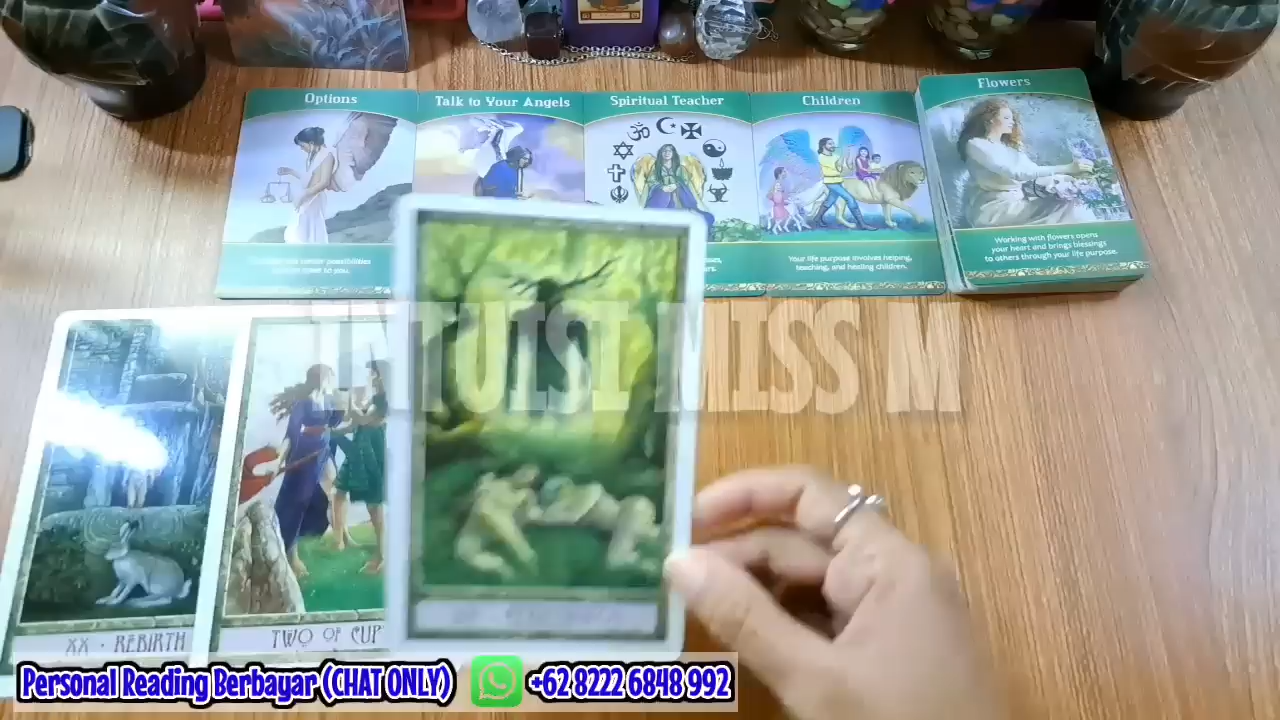 Options
Talk to Your Angels
Spiritual Teacher
Children
Flowers
Your life purpose involves helping,
teaching, and healing children.
Working with flowers opens
your heart and brings blessings
to others through your life purpose.
INTUISI MISS M
XX · REBIRTH
TWO OF CUP
Personal Reading Berbayar (CHAT ONLY)
+62 8222 6848 992